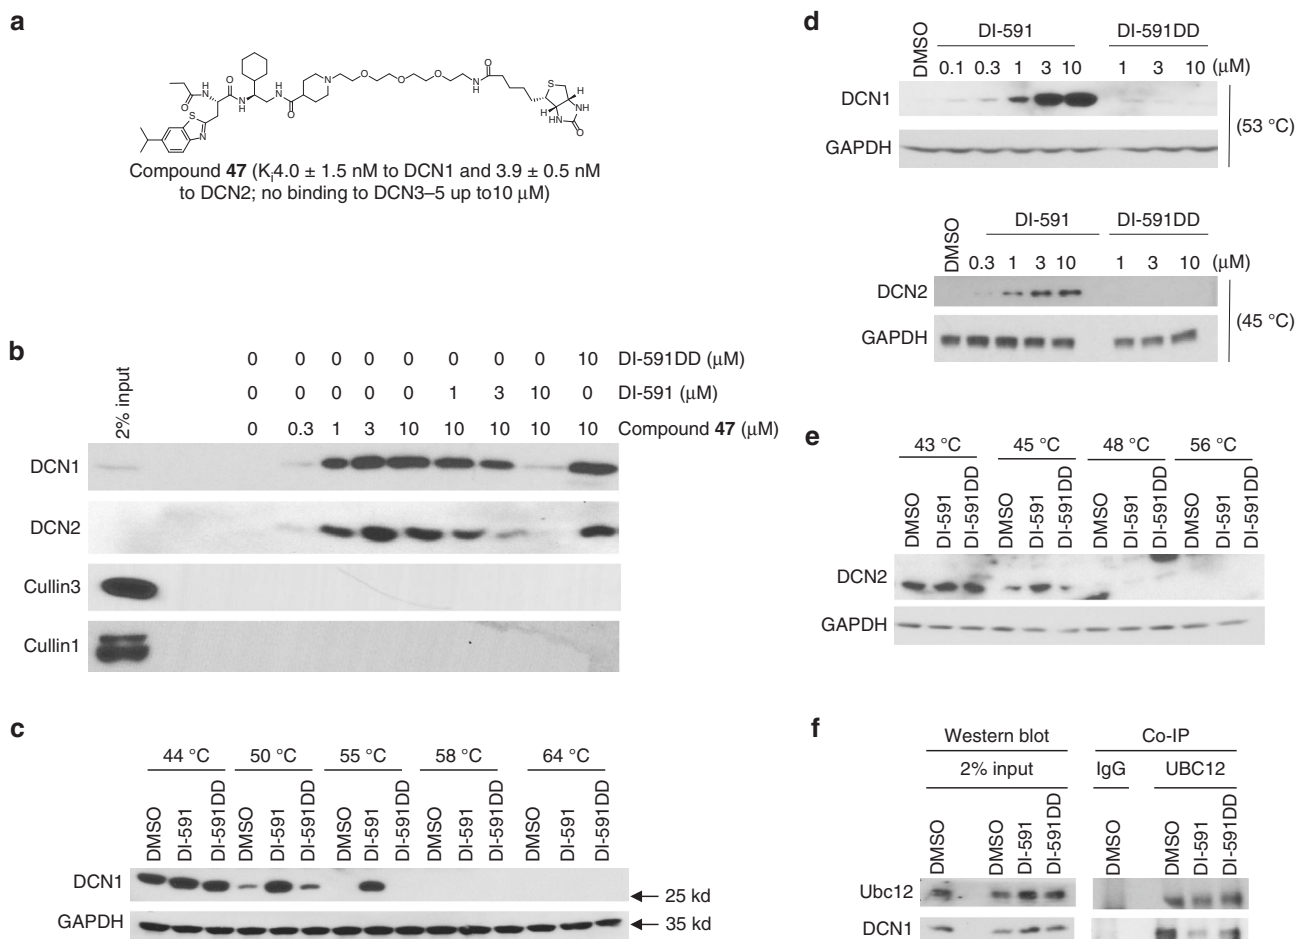 a
Compound 47 (Ki4.0 ± 1.5 nM to DCN1 and 3.9 ± 0.5 nM
to DCN2; no binding to DCN3–5 up to10 μM)
H
N
O
O
N
H
H
N
O
N
O
O
O
N
H
O
S
H
NH
HN
H
O
S
N
b
2% input
0 0 0 0 0 0 0 0 10 DI-591DD (μM)
0 0 0 0 0 1 3 10 0 DI-591 (μM)
0 0.3 1 3 10 10 10 10 10 Compound 47 (μM)
DCN1
DCN2
Cullin3
Cullin1
c
44 °C 50 °C 55 °C 58 °C 64 °C
DMSO DI-591 DI-591DD DMSO DI-591 DI-591DD DMSO DI-591 DI-591DD DMSO DI-591 DI-591DD DMSO DI-591 DI-591DD
DCN1
25 kd
GAPDH
35 kd
d
DMSO DI-591 DI-591DD
0.1 0.3 1 3 10 1 3 10 (μM)
DCN1
GAPDH
(53 °C)
DMSO DI-591 DI-591DD
0.3 1 3 10 1 3 10 (μM)
DCN2
GAPDH
(45 °C)
e
43 °C 45 °C 48 °C 56 °C
DMSO DI-591 DI-591DD DMSO DI-591 DI-591DD DMSO DI-591 DI-591DD DMSO DI-591 DI-591DD
DCN2
GAPDH
f
Western blot Co-IP
2% input IgG UBC12
DMSO DMSO DI-591 DI-591DD DMSO DMSO DI-591 DI-591DD
Ubc12
DCN1